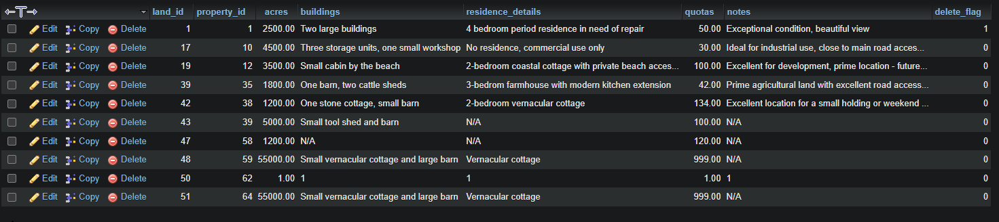 land_id property_id acres buildings residence_details quotas notes delete_flag
Edit Copy Delete 1 1 2500.00 Two large buildings 4 bedroom period residence in need of repair 50.00 Exceptional condition, beautiful view 1
Edit Copy Delete 17 10 4500.00 Three storage units, one small workshop No residence, commercial use only 30.00 Ideal for industrial use, close to main road acces... 0
Edit Copy Delete 19 12 3500.00 Small cabin by the beach 2-bedroom coastal cottage with private beach acces... 100.00 Excellent for development, prime location - future... 0
Edit Copy Delete 39 35 1800.00 One barn, two cattle sheds 3-bedrom farmhouse with modern kitchen extension 42.00 Prime agricultural land with excellent road access... 0
Edit Copy Delete 42 38 1200.00 One stone cottage, small barn 2-bedroom vernacular cottage 134.00 Excellent location for a small holding or weekend ... 0
Edit Copy Delete 43 39 5000.00 Small tool shed and barn N/A 100.00 N/A 0
Edit Copy Delete 47 58 1200.00 N/A N/A 120.00 N/A 0
Edit Copy Delete 48 59 55000.00 Small vernacular cottage and large barn Vernacular cottage 999.00 N/A 0
Edit Copy Delete 50 62 1.00 1 1 1.00 1 0
Edit Copy Delete 51 64 55000.00 Small vernacular cottage and large barn Vernacular cottage 999.00 N/A 0